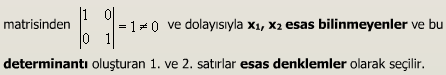 matrisinden |1 0; 0 1| = 1 ≠ 0 ve dolayısıyla x₁, x₂ esas bilinmeyenler ve bu
determinantı oluşturan 1. ve 2. satırlar esas denklemler olarak seçilir.